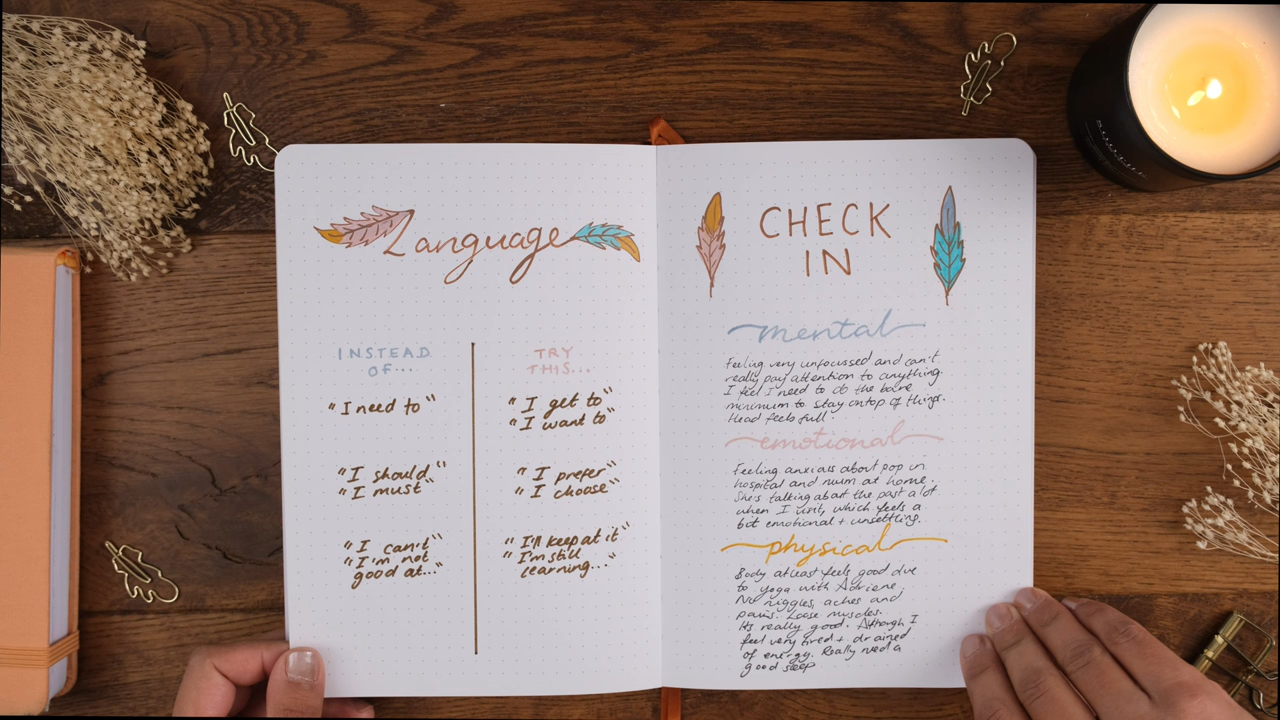 Language
INSTEAD
OF...
TRY
THIS...
"I need to"
"I get to"
"I want to"
"I should"
"I must"
"I prefer"
"I choose"
"I can't"
"I'm not
good at..."
"I'll keep at it"
"I'm still
learning..."
CHECK
IN
mental
Feeling very unfocussed and can't
really pay attention to anything.
I feel I need to do the bare
minimum to stay ontop of things.
Head feels full.
emotional
Feeling anxious about pop in
hospital and mum at home.
She's talking about the past a lot
when I visit, which feels a
bit emotional + unsettling.
physical
Body atleast feels good due
to yoga with Adriene.
No niggles, aches and
pains. Loose muscles.
Its really good. Although I
feel very tired + drained
of energy. Really need a
good sleep